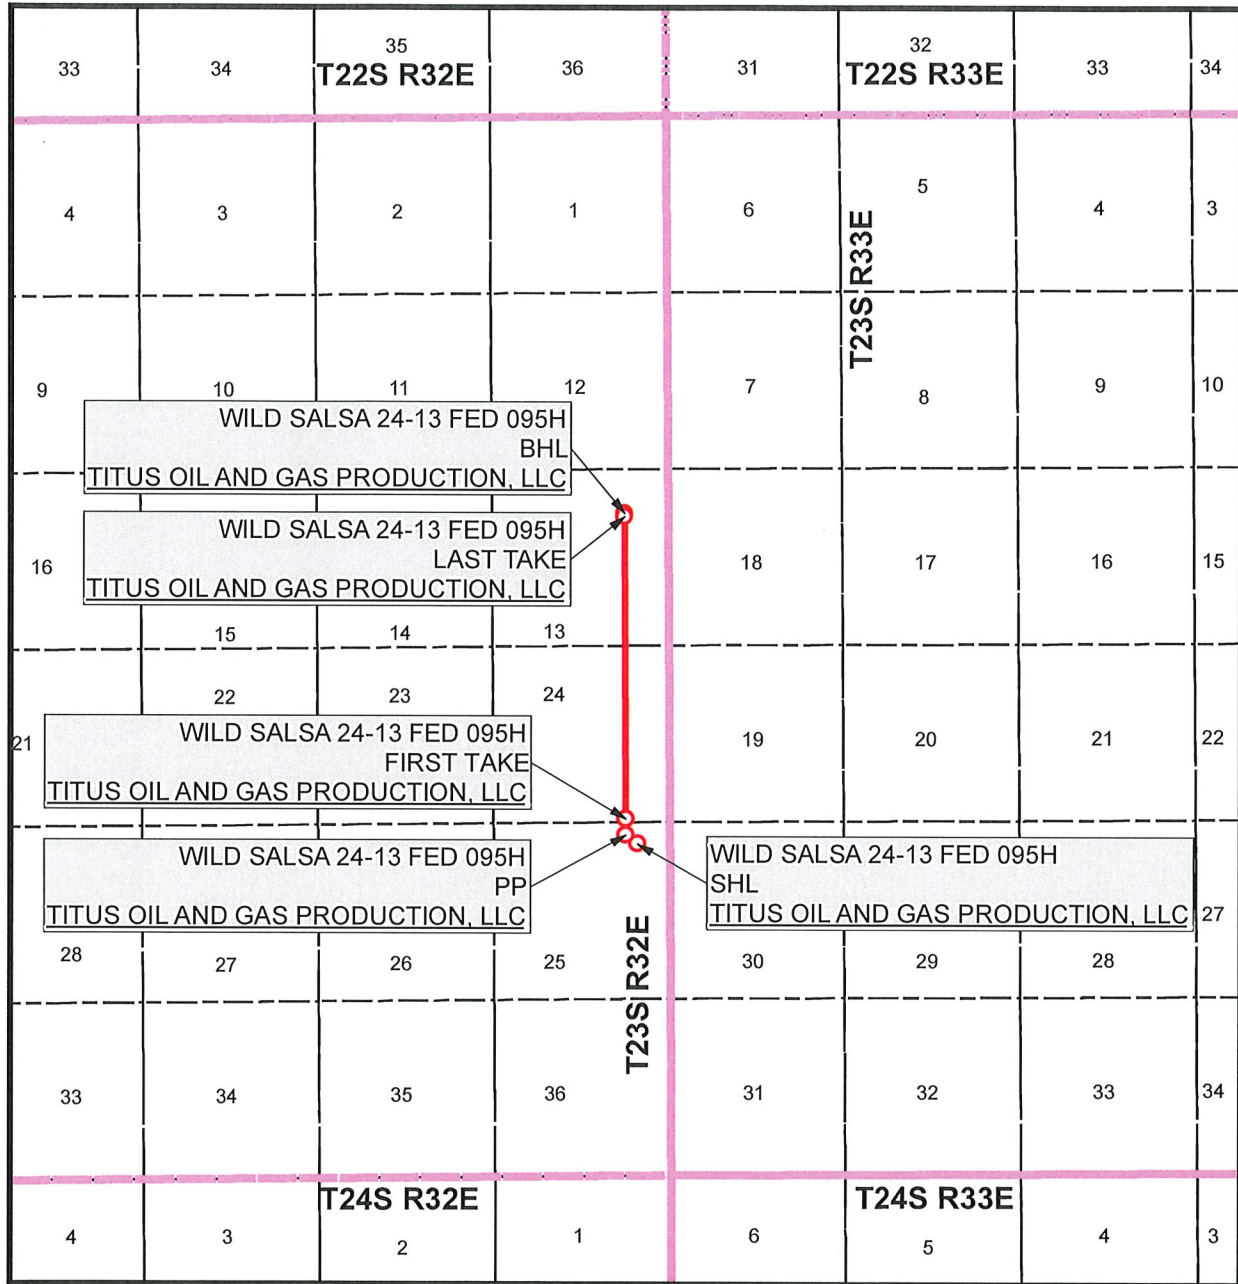 33 34 35 36 31 32 33 34
T22S R32E T22S R33E
4 3 2 1 6 5 4 3
T23S R33E
9 10 11 12 7 8 9 10
WILD SALSA 24-13 FED 095H
BHL
TITUS OIL AND GAS PRODUCTION, LLC
WILD SALSA 24-13 FED 095H
LAST TAKE
TITUS OIL AND GAS PRODUCTION, LLC
16 18 17 16 15
15 14 13
22 23 24
21 19 20 21 22
WILD SALSA 24-13 FED 095H
FIRST TAKE
TITUS OIL AND GAS PRODUCTION, LLC
WILD SALSA 24-13 FED 095H
PP
TITUS OIL AND GAS PRODUCTION, LLC
WILD SALSA 24-13 FED 095H
SHL
TITUS OIL AND GAS PRODUCTION, LLC
27
28 27 26 25 30 29 28
T23S R32E
33 34 35 36 31 32 33 34
T24S R32E T24S R33E
4 3 2 1 6 5 4 3